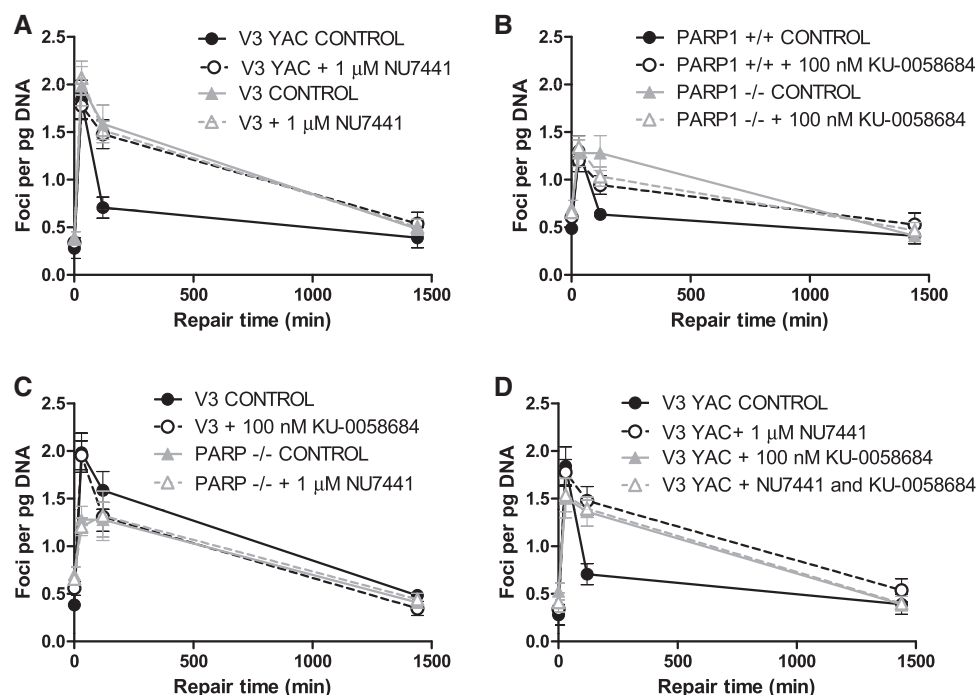 A
2.5
2.0
1.5
1.0
0.5
0.0
Foci per pg DNA
0 500 1000 1500
Repair time (min)
V3 YAC CONTROL
V3 YAC + 1 μM NU7441
V3 CONTROL
V3 + 1 μM NU7441
B
2.5
2.0
1.5
1.0
0.5
0.0
Foci per pg DNA
0 500 1000 1500
Repair time (min)
PARP1 +/+ CONTROL
PARP1 +/+ + 100 nM KU-0058684
PARP1 -/- CONTROL
PARP1 -/- + 100 nM KU-0058684
C
2.5
2.0
1.5
1.0
0.5
0.0
Foci per pg DNA
0 500 1000 1500
Repair time (min)
V3 CONTROL
V3 + 100 nM KU-0058684
PARP -/- CONTROL
PARP -/- + 1 μM NU7441
D
2.5
2.0
1.5
1.0
0.5
0.0
Foci per pg DNA
0 500 1000 1500
Repair time (min)
V3 YAC CONTROL
V3 YAC+ 1 μM NU7441
V3 YAC + 100 nM KU-0058684
V3 YAC + NU7441 and KU-0058684